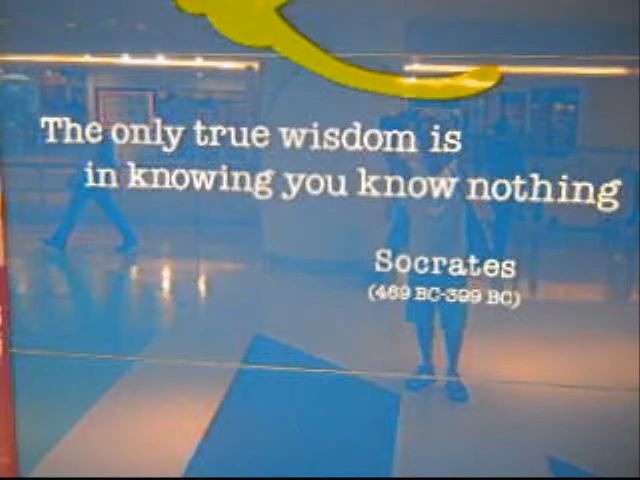 The only true wisdom is
in knowing you know nothing
Socrates
(469 BC-399 BC)